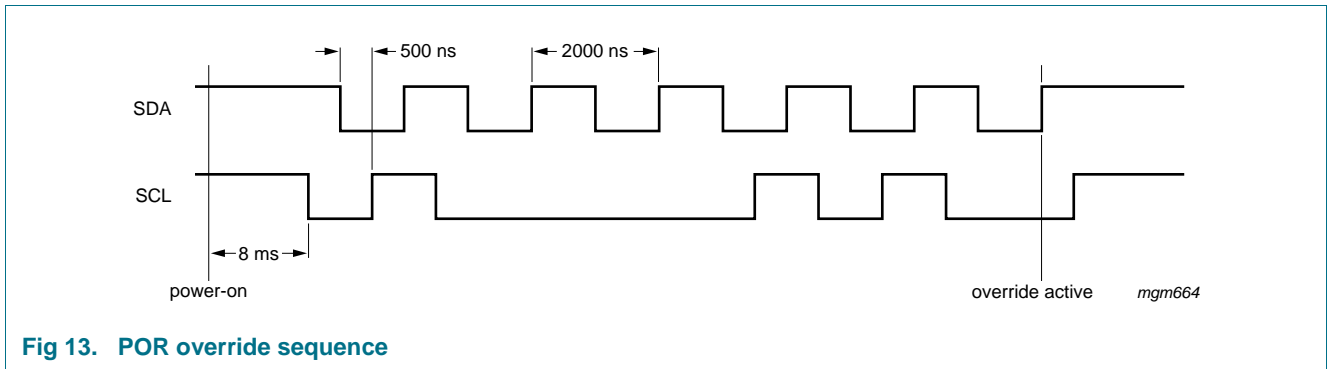 500 ns
2000 ns
SDA
SCL
8 ms
power-on
override active
mgm664
Fig 13. POR override sequence